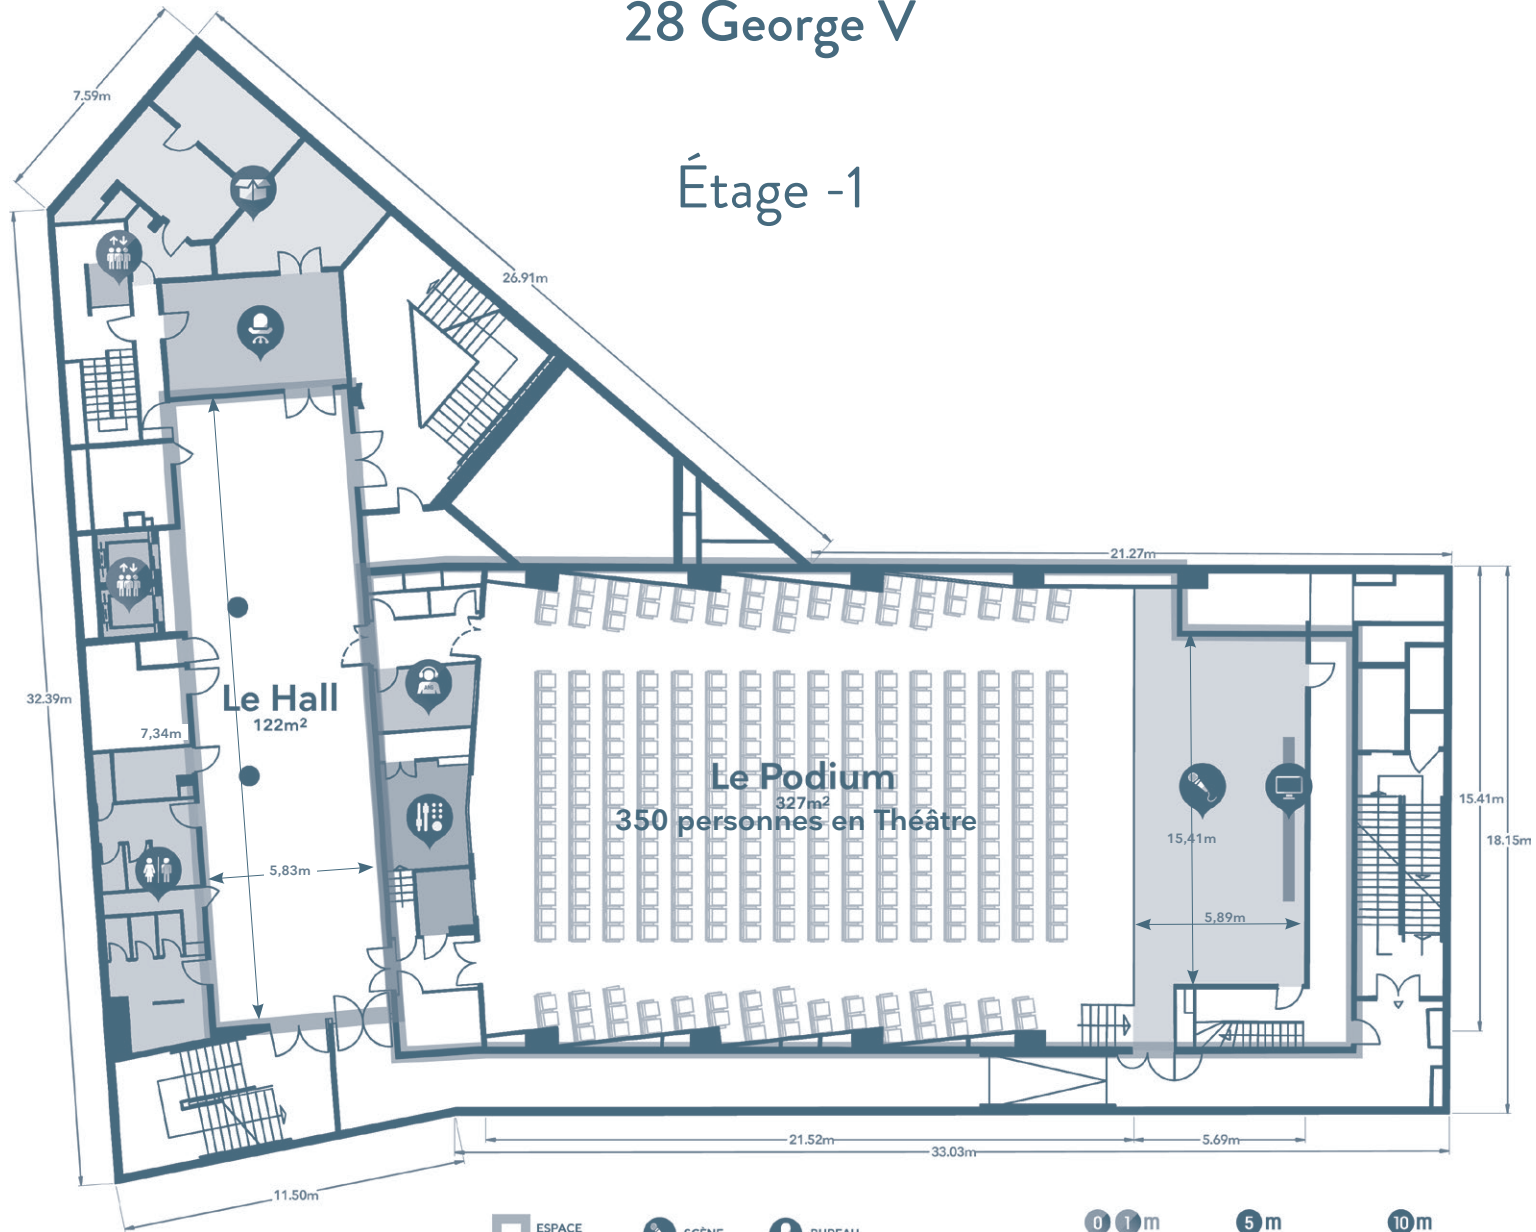 28 George V
Étage -1
7.59m
26.91m
21.27m
32.39m
Le Hall
122m²
7,34m
5,83m
Le Podium
327m²
350 personnes en Théâtre
15,41m
5,89m
15.41m
18.15m
21.52m
5.69m
33.03m
11.50m
ESPACE
SCÈNE
BUREAU
0 1 m
5 m
10 m